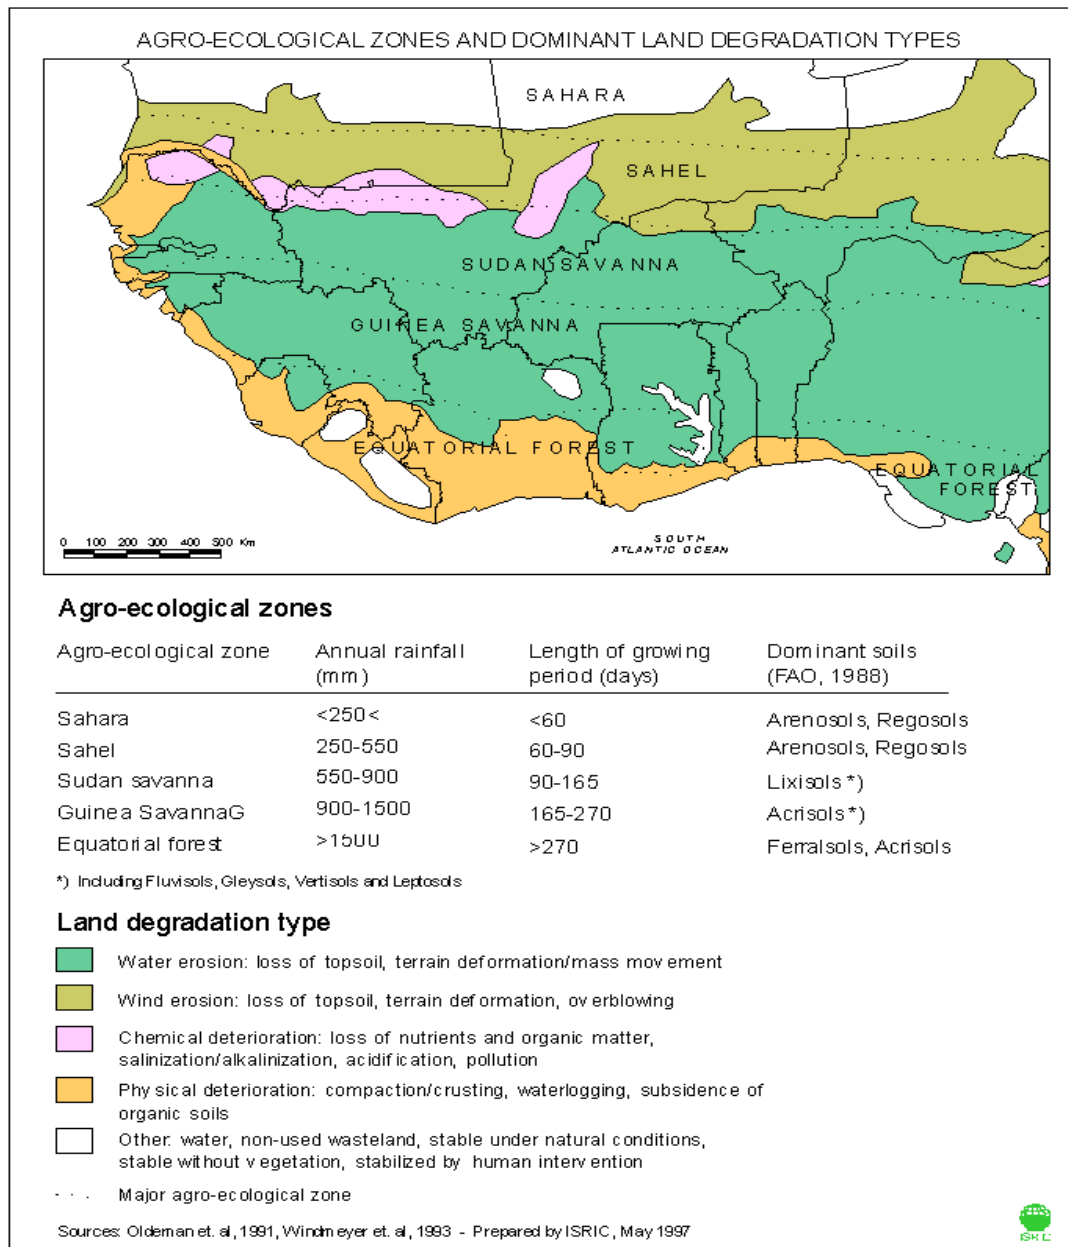 AGRO-ECOLOGICAL ZONES AND DOMINANT LAND DEGRADATION TYPES
SAHARA
SAHEL
SUDAN SAVANNA
GUINEA SAVANNA
EQUATORIAL FOREST
EQUATORIAL
FOREST
0 100 200 300 400 500 Km
SOUTH
ATLANTIC OCEAN
Agro-ecological zones
Agro-ecological zone Annual rainfall (mm) Length of growing period (days) Dominant soils (FAO, 1988)
Sahara <250< <60 Arenosols, Regosols
Sahel 250-550 60-90 Arenosols, Regosols
Sudan savanna 550-900 90-165 Lixisols *)
Guinea SavannaG 900-1500 165-270 Acrisols *)
Equatorial forest >1500 >270 Ferralsols, Acrisols
*) Including Fluvisols, Gleysols, Vertisols and Leptosols
Land degradation type
Water erosion: loss of topsoil, terrain deformation/mass movement
Wind erosion: loss of topsoil, terrain deformation, overblowing
Chemical deterioration: loss of nutrients and organic matter,
salinization/alkalinization, acidification, pollution
Physical deterioration: compaction/crusting, waterlogging, subsidence of
organic soils
Other: water, non-used wasteland, stable under natural conditions,
stable without vegetation, stabilized by human intervention
Major agro-ecological zone
Sources: Oldeman et. al, 1991, Windmeyer et. al, 1993 - Prepared by ISRIC, May 1997
ISRIC